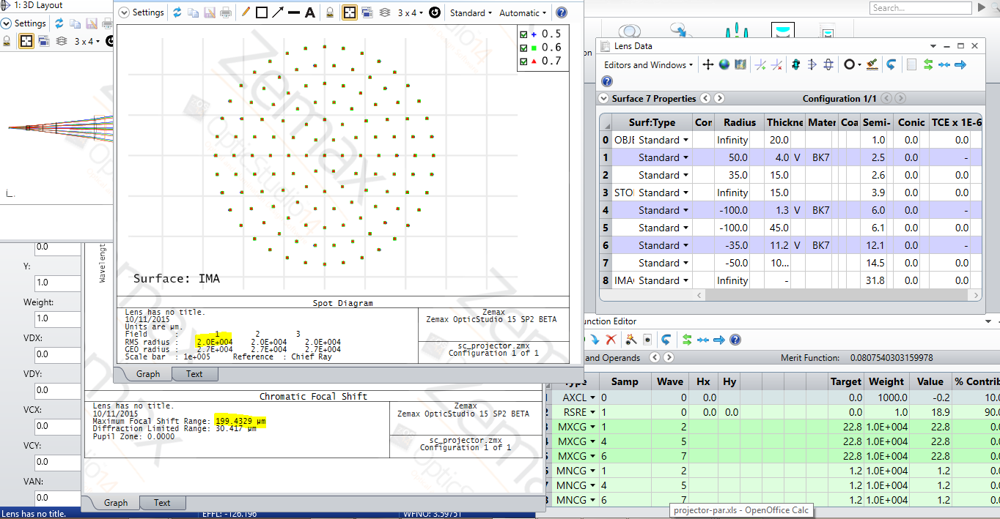 1: 3D Layout
Settings
3 x 4
Settings
3 x 4
Standard
Automatic
Search...
0.5
0.6
0.7
Surface: IMA
Spot Diagram
Lens has no title.
10/11/2015
Units are µm.
Field : 1 2 3
RMS radius : 2.0E+004 2.0E+004 2.0E+004
GEO radius : 2.7E+004 2.7E+004 2.7E+004
Scale bar : 1e+005 Reference : Chief Ray
Zemax
Zemax OpticStudio 15 SP2 BETA
sc_projector.zmx
Configuration 1 of 1
Graph Text
Zemax
OpticStudio14
Lens Data
Editors and Windows
Surface 7 Properties Configuration 1/1
Surf:Type Cor Radius Thickne Mater Coa Semi- Conic TCE x 1E-6
0 OBJE Standard Infinity 20.0 1.0 0.0 0.0
1 Standard 50.0 4.0 V BK7 2.5 0.0 -
2 Standard 35.0 15.0 2.6 0.0 0.0
3 STO Standard Infinity 15.0 3.9 0.0 0.0
4 Standard -100.0 1.3 V BK7 6.0 0.0 -
5 Standard -100.0 45.0 6.1 0.0 0.0
6 Standard -35.0 11.2 V BK7 12.1 0.0 -
7 Standard -50.0 10... 14.5 0.0 0.0
8 IMA Standard Infinity - 31.8 0.0 0.0
0.0
Y:
1.0
Weight:
1.0
VDX:
0.0
VDY:
0.0
VCX:
0.0
VCY:
0.0
VAN:
0.0
Wavelengt
Chromatic Focal Shift
Lens has no title.
10/11/2015
Maximum Focal Shift Range: 199.4329 µm
Diffraction Limited Range: 30.417 µm
Pupil Zone: 0.0000
Zemax
Zemax OpticStudio 15 SP2 BETA
sc_projector.zmx
Configuration 1 of 1
Graph Text
unction Editor
and Operands Merit Function: 0.0807540303159978
Type Samp Wave Hx Hy Target Weight Value % Contrib
1 AXCL 0 0 0.0 0.0 1000.0 -0.2 10.0
2 RSRE 0 0 0.0 0.0 0.0 1.0 18.9 90.0
MXCG 1 2 22.8 1.0E+004 22.8 0.0
MXCG 4 5 22.8 1.0E+004 22.8 0.0
MXCG 6 7 22.8 1.0E+004 22.8 0.0
MNCG 1 2 1.2 1.0E+004 1.2 0.0
MNCG 4 5 1.2 1.0E+004 1.2 0.0
MNCG 6 7 1.2 1.0E+004 1.2 0.0
projector-par.xls - OpenOffice Calc
Lens has no title. EFFL: -126.196 WFNO: 3.59751